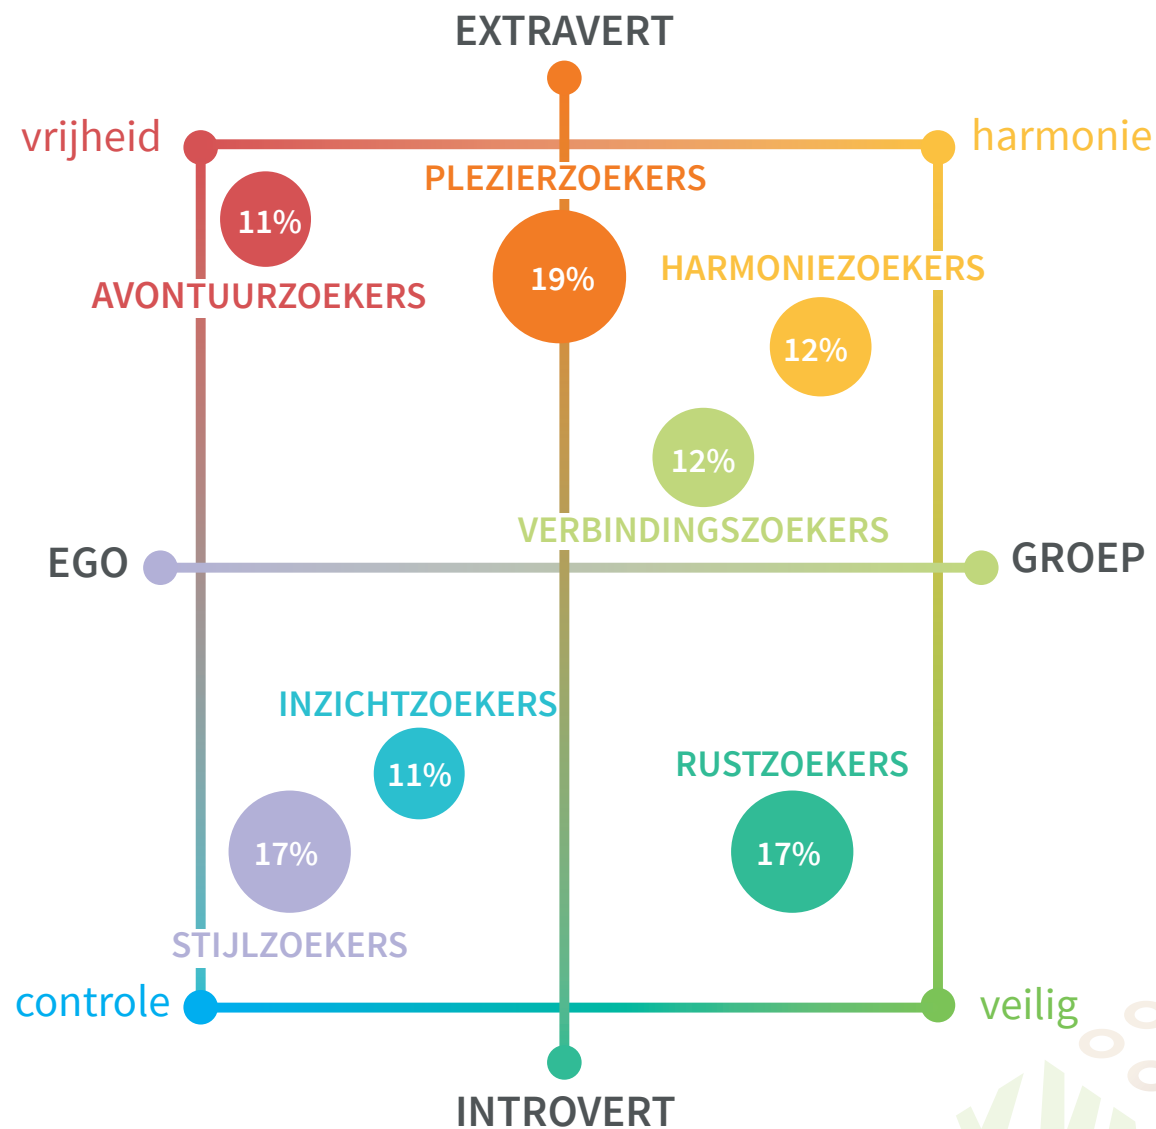 EXTRAVERT
vrijheid
harmonie
PLEZIERZOEKERS
11%
19%
HARMONIEZOEKERS
AVONTUURZOEKERS
12%
12%
VERBINDINGSZOEKERS
EGO
GROEP
INZICHTZOEKERS
11%
RUSTZOEKERS
17%
17%
STIJLZOEKERS
controle
veilig
INTROVERT